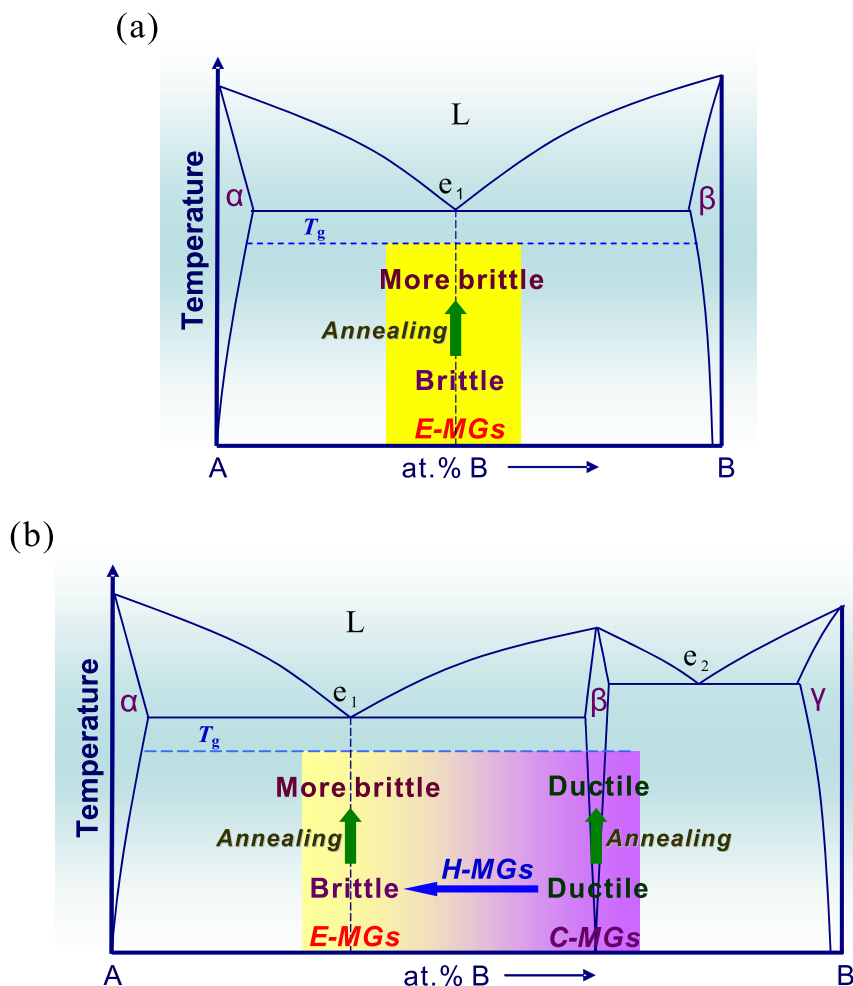 (a)
L
e1
α
β
Tg
Temperature
More brittle
Annealing
Brittle
E-MGs
A
at.% B
B
(b)
L
e2
e1
α
β
γ
Tg
Temperature
More brittle
Ductile
Annealing
Annealing
H-MGs
Brittle
Ductile
E-MGs
C-MGs
A
at.% B
B